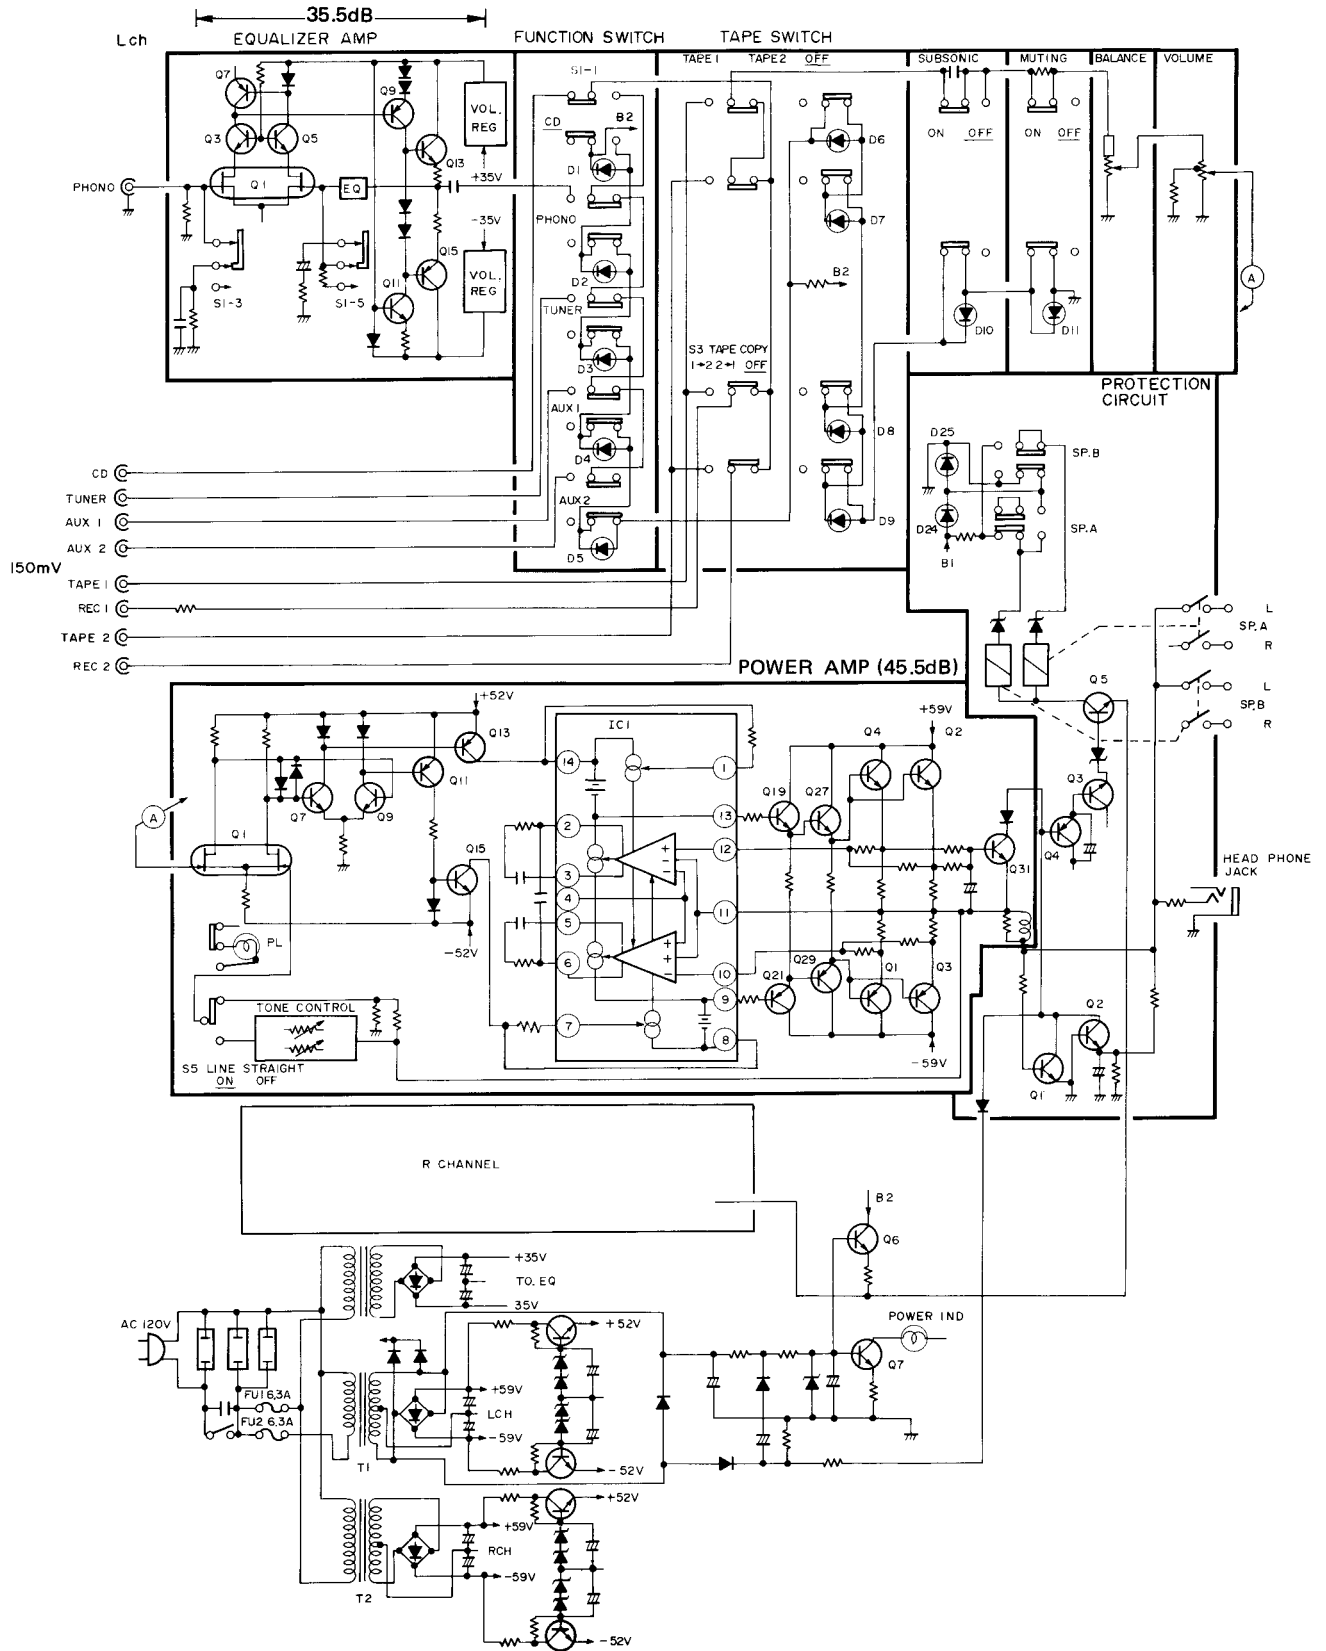 35.5dB
Lch
EQUALIZER AMP
FUNCTION SWITCH
TAPE SWITCH
Q7
Q9
VOL.
REG
Q3
Q5
Q13
+35V
PHONO
Q1
EQ
-35V
Q15
VOL.
REG
Q11
S1-3
S1-5
S1-1
CD
B2
D1
PHONO
D2
TUNER
D3
AUX1
D4
AUX2
D5
TAPE1
TAPE2
OFF
D6
D7
B2
S3 TAPE COPY
1→2 2→1 OFF
D8
D9
SUBSONIC
MUTING
BALANCE
VOLUME
ON
OFF
ON
OFF
D10
D11
A
PROTECTION
CIRCUIT
D25
SP.B
D24
SP.A
B1
CD
TUNER
AUX 1
AUX 2
150mV
TAPE 1
REC 1
TAPE 2
REC 2
L
SP.A
R
L
SP.B
R
POWER AMP (45.5dB)
+52V
Q13
IC1
+59V
Q5
Q4
Q2
Q11
14
1
Q3
Q7
Q9
Q19
Q27
A
13
2
Q1
12
Q4
Q15
3
Q31
HEAD PHONE
JACK
4
11
5
PL
-52V
6
10
Q29
Q21
Q1
Q3
9
Q2
TONE CONTROL
7
8
S5 LINE STRAIGHT
ON
OFF
-59V
Q1
R CHANNEL
B2
Q6
+35V
TO. EQ
35V
AC 120V
POWER IND
+52V
Q7
FU1 6.3A
+59V
LCH
FU2 6.3A
-59V
T1
-52V
+52V
+59V
RCH
-59V
T2
-52V